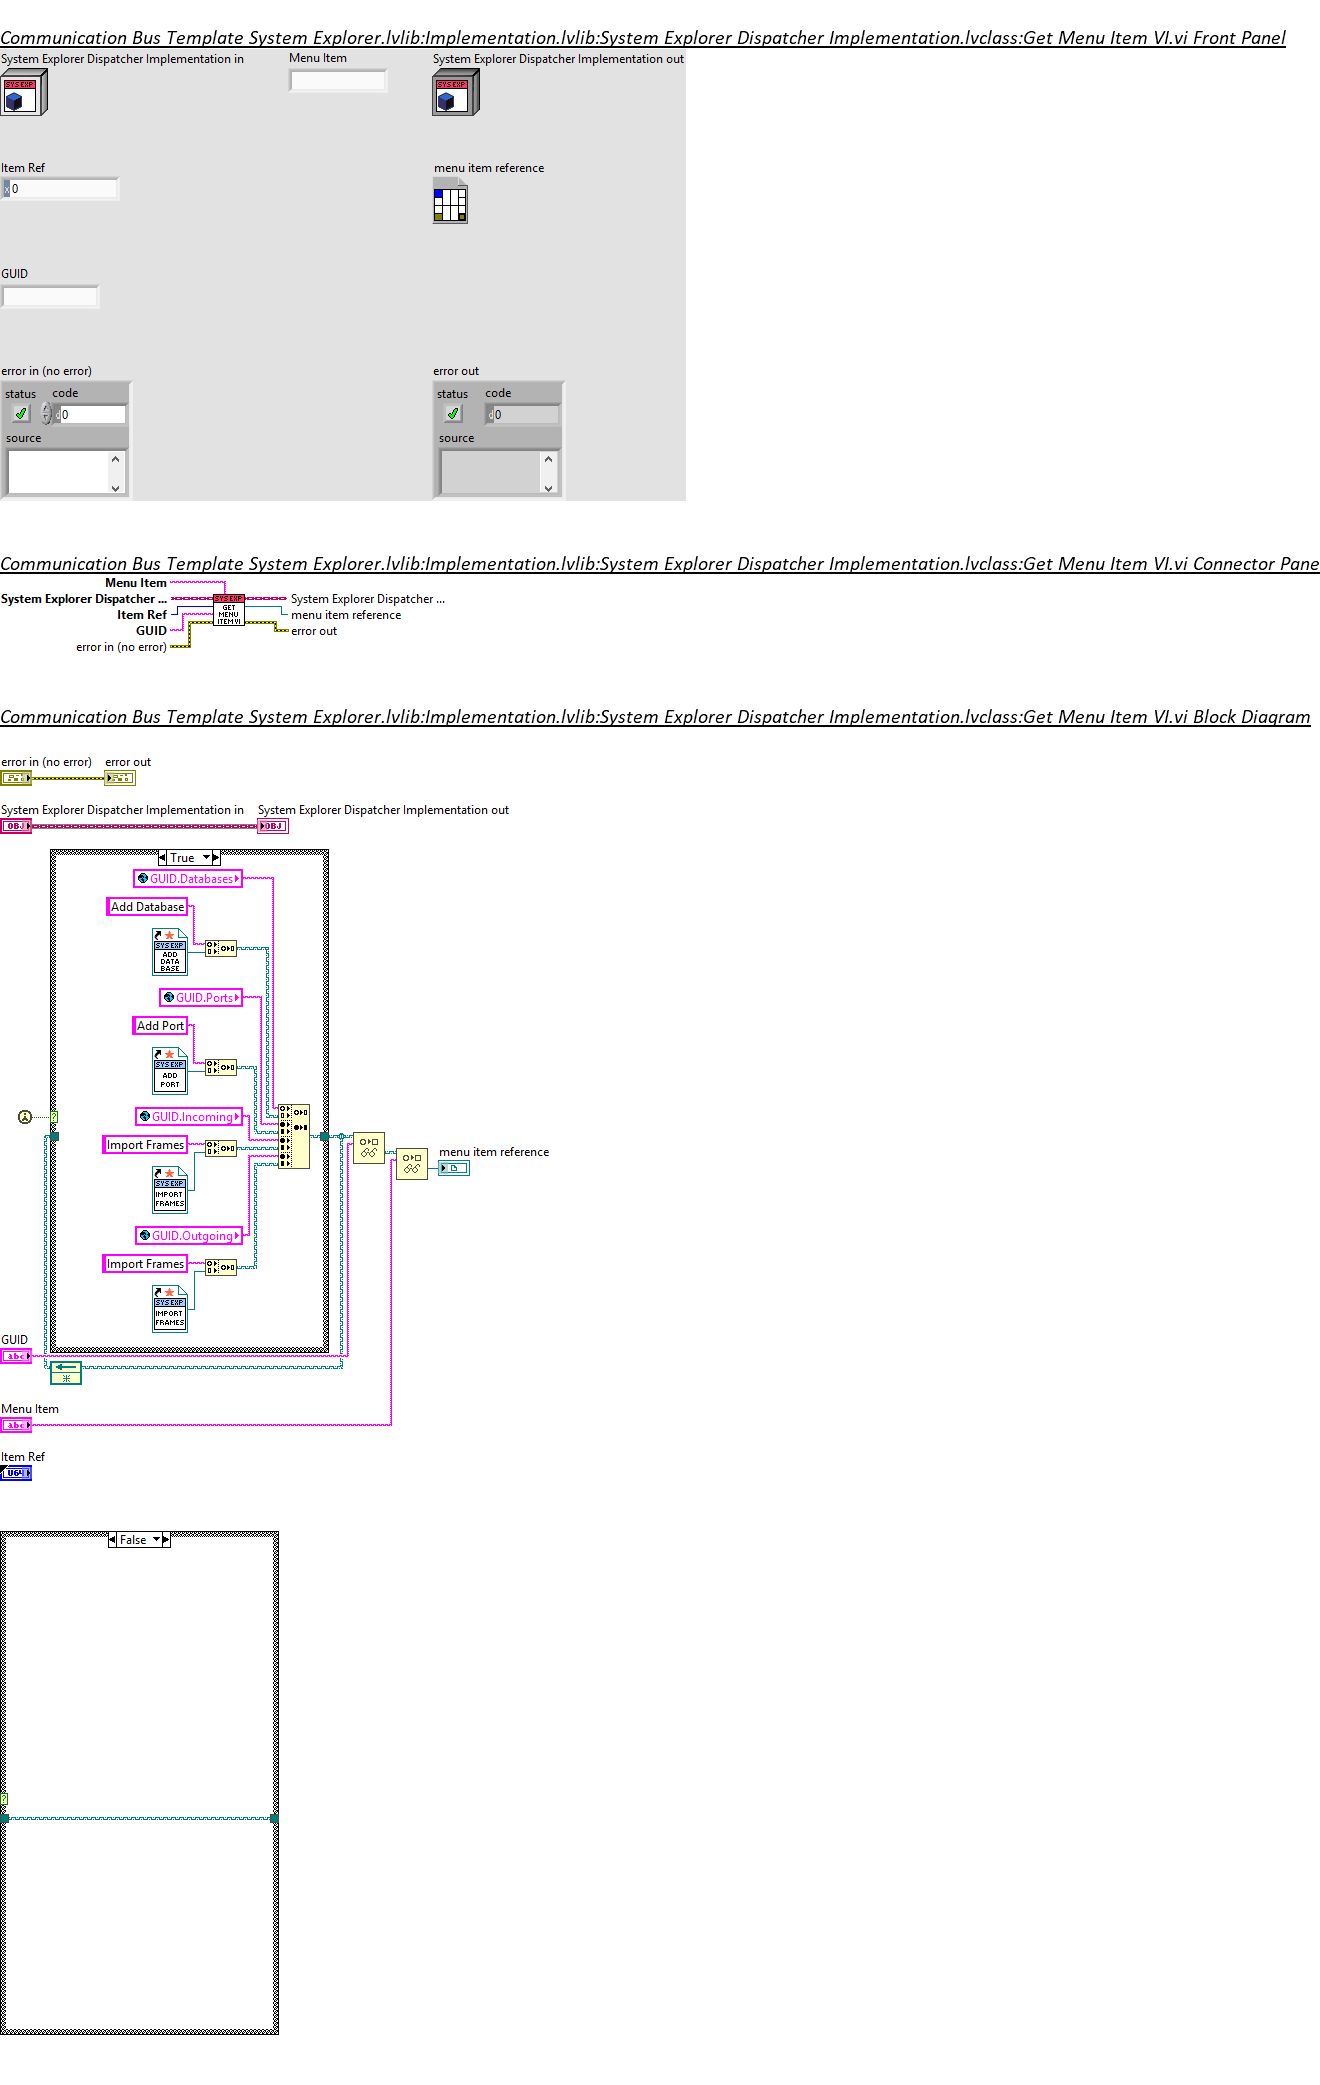 Communication Bus Template System Explorer.lvlib:Implementation.lvlib:System Explorer Dispatcher Implementation.lvclass:Get Menu Item VI.vi Front Panel
System Explorer Dispatcher Implementation in
Menu Item
System Explorer Dispatcher Implementation out
SYS EXP
SYS EXP
Item Ref
menu item reference
x 0
GUID
error in (no error)
error out
status code
status code
d 0
d 0
source
source
Communication Bus Template System Explorer.lvlib:Implementation.lvlib:System Explorer Dispatcher Implementation.lvclass:Get Menu Item VI.vi Connector Pane
Menu Item
System Explorer Dispatcher ...
SYS EXP
System Explorer Dispatcher ...
Item Ref
GET
MENU
ITEM VI
menu item reference
GUID
error out
error in (no error)
Communication Bus Template System Explorer.lvlib:Implementation.lvlib:System Explorer Dispatcher Implementation.lvclass:Get Menu Item VI.vi Block Diagram
error in (no error)
error out
System Explorer Dispatcher Implementation in
System Explorer Dispatcher Implementation out
OBJ
OBJ
True
GUID.Databases
Add Database
SYS EXP
ADD
DATA
BASE
GUID.Ports
Add Port
SYS EXP
ADD
PORT
GUID.Incoming
?
Import Frames
menu item reference
SYS EXP
IMPORT
FRAMES
GUID.Outgoing
Import Frames
SYS EXP
IMPORT
FRAMES
GUID
abc
Menu Item
abc
Item Ref
U64
False
?